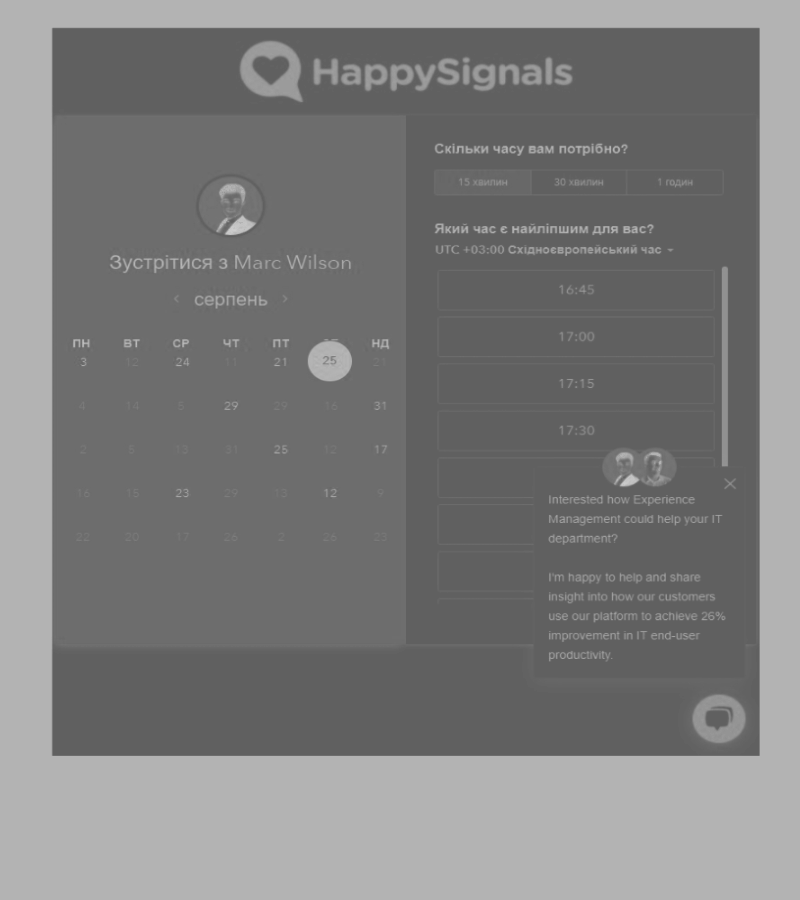 HappySignals
Зустрітися з Marc Wilson
серпень
ПН ВТ СР ЧТ ПТ НД
3 12 24 11 21 25
4 14 5 29 29 16 31
2 5 25 12 17
16 15 23 29 13 12 9
22 20 17 26 2 26 23
Скільки часу вам потрібно?
15 хвилин 30 хвилин 1 годин
Який час є найліпшим для вас?
UTC +03:00 Східноєвропейський час
16:45
17:00
17:15
17:30
Interested how Experience
Management could help your IT
department?
I'm happy to help and share
insight into how our customers
use our platform to achieve 26%
improvement in IT end-user
productivity.